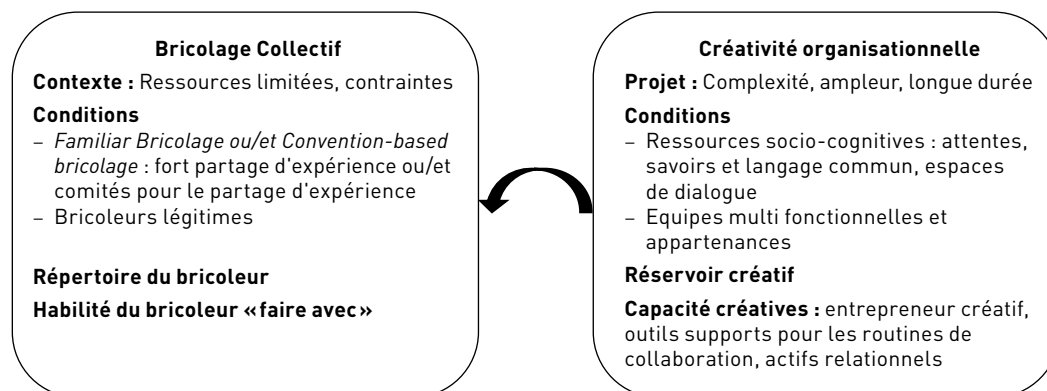 Bricolage Collectif
Contexte : Ressources limitées, contraintes
Conditions
– Familiar Bricolage ou/et Convention-based
bricolage : fort partage d'expérience ou/et
comités pour le partage d'expérience
– Bricoleurs légitimes
Répertoire du bricoleur
Habilité du bricoleur «faire avec»
Créativité organisationnelle
Projet : Complexité, ampleur, longue durée
Conditions
– Ressources socio-cognitives : attentes,
savoirs et langage commun, espaces
de dialogue
– Equipes multi fonctionnelles et
appartenances
Réservoir créatif
Capacité créatives : entrepreneur créatif,
outils supports pour les routines de
collaboration, actifs relationnels